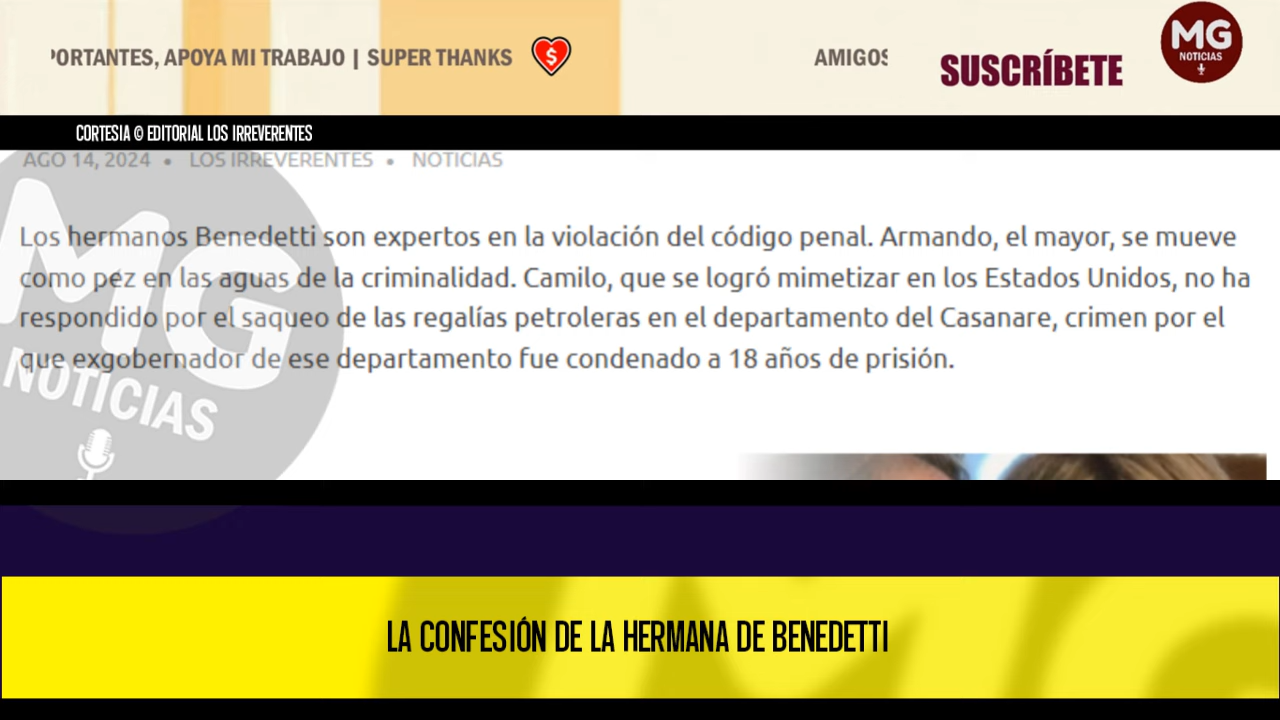 PORTANTES, APOYA MI TRABAJO | SUPER THANKS
AMIGOS
SUSCRÍBETE
MG
NOTICIAS
CORTESIA © EDITORIAL LOS IRREVERENTES
AGO 14, 2024 • LOS IRREVERENTES • NOTICIAS
Los hermanos Benedetti son expertos en la violación del código penal. Armando, el mayor, se mueve
como pez en las aguas de la criminalidad. Camilo, que se logró mimetizar en los Estados Unidos, no ha
respondido por el saqueo de las regalías petroleras en el departamento del Casanare, crimen por el
que exgobernador de ese departamento fue condenado a 18 años de prisión.
MG
NOTICIAS
LA CONFESIÓN DE LA HERMANA DE BENEDETTI